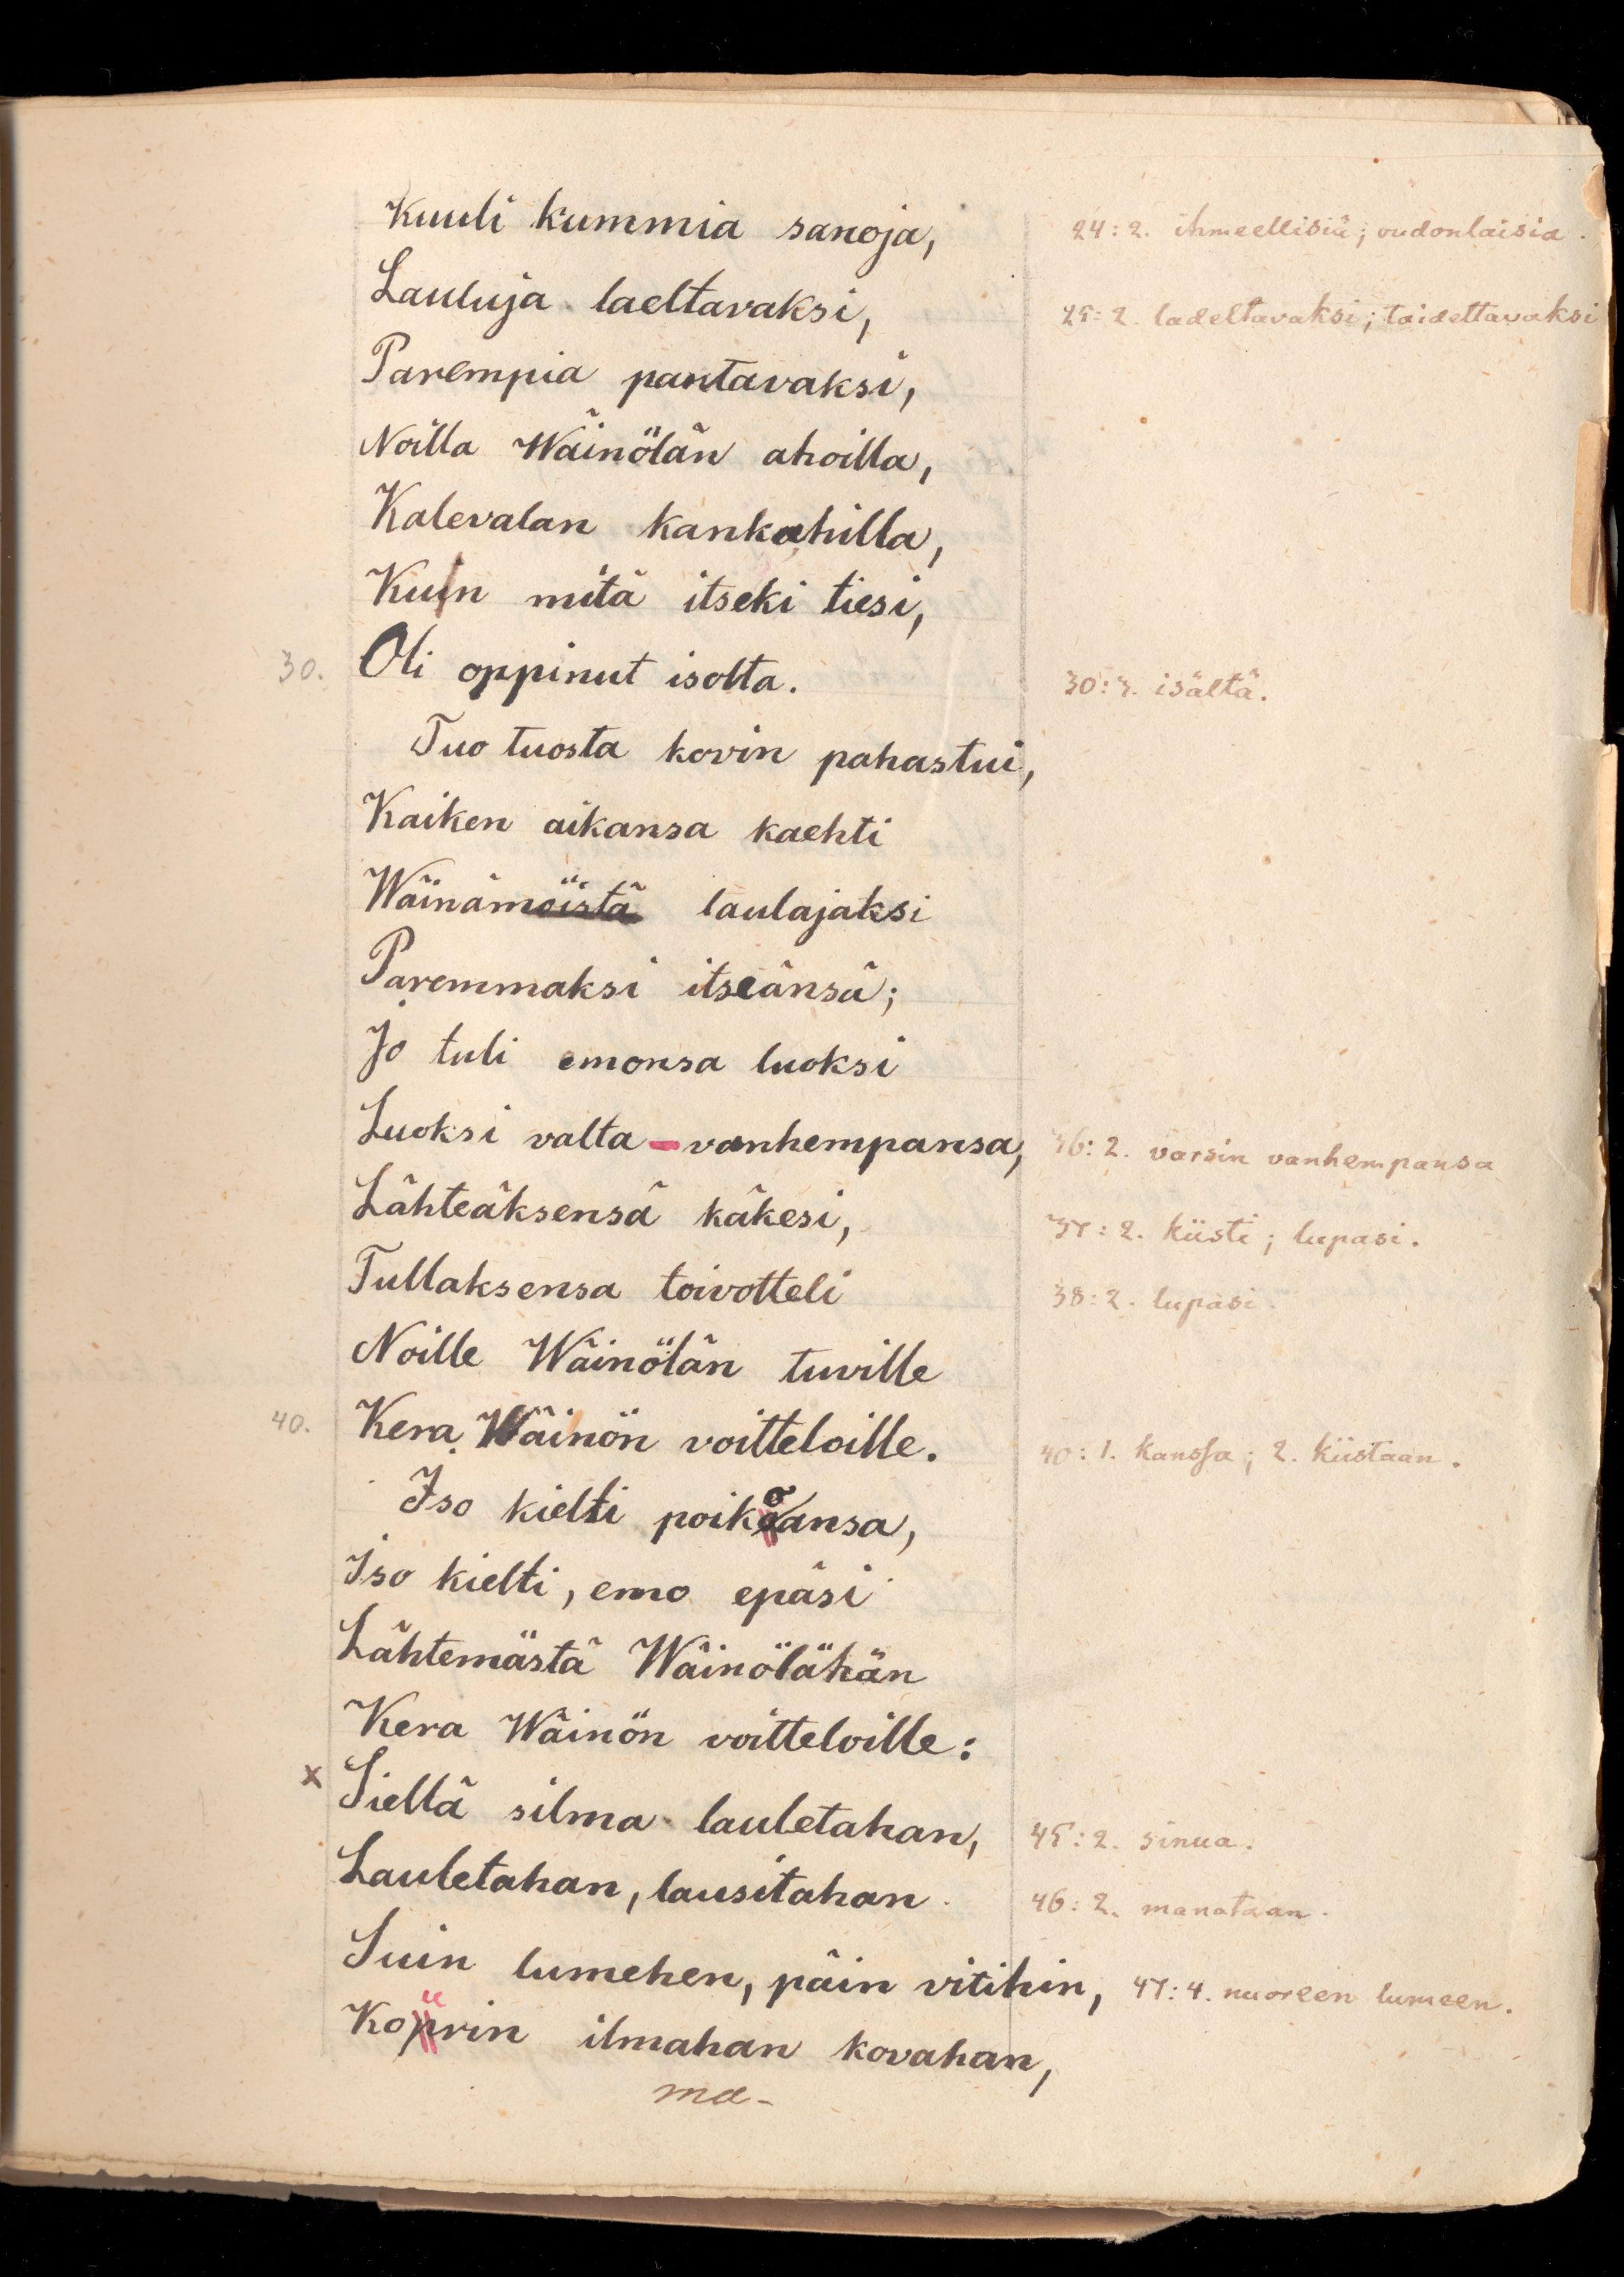 Kuuli kummia sanoja, 24:2. ihmeellisiä; oudonlaisia.
Lauluja laeltavaksi, 25:2. ladeltavaksi; taidettavaksi
Parempia pantavaksi,
Noilla Wäinölän ahoilla,
Kalevalan kankahilla,
Kuin mitä itseki tiesi,
30. Oli oppinut isolta. 30:3. isältä.
Tuo tuosta kovin pahastui,
Kaiken aikansa kaehti
Wäinämöistä laulajaksi
Paremmaksi itseänsä;
Jo tuli emonsa luoksi
Luoksi valta-vanhempansa, 36:2. varsin vanhempansa
Lähteäksensä käkesi, 37:2. kiisti; lupasi.
Tullaksensa toivotteli 38:2. lupasi.
Noille Wäinölän tuville
40. Kera Wäinön voitteloille. 40:1. kanssa; 2. kiistaan.
Iso kielti poikoansa,
Iso kielti, emo epäsi
Lähtemästä Wäinölähän
Kera Wäinön voitteloille:
x Siellä silma lauletahan, 45:2. sinua.
Lauletahan, lausitahan 46:2. manataan.
Suin lumehen, päin vitihin, 47:4. nuoreen lumeen.
Kourin ilmahan kovahan,
ma-